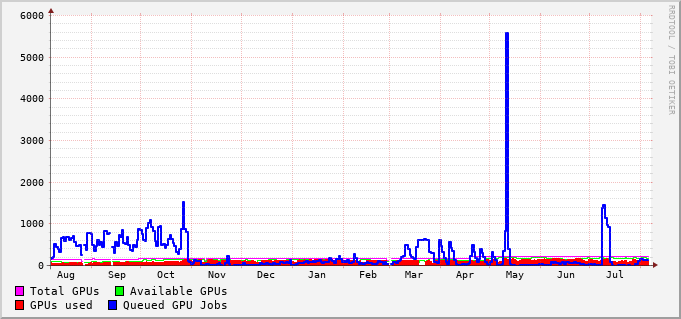 RRDTOOL / TOBI OETIKER
6000
5000
4000
3000
2000
1000
0
Aug Sep Oct Nov Dec Jan Feb Mar Apr May Jun Jul
Total GPUs Available GPUs
GPUs used Queued GPU Jobs